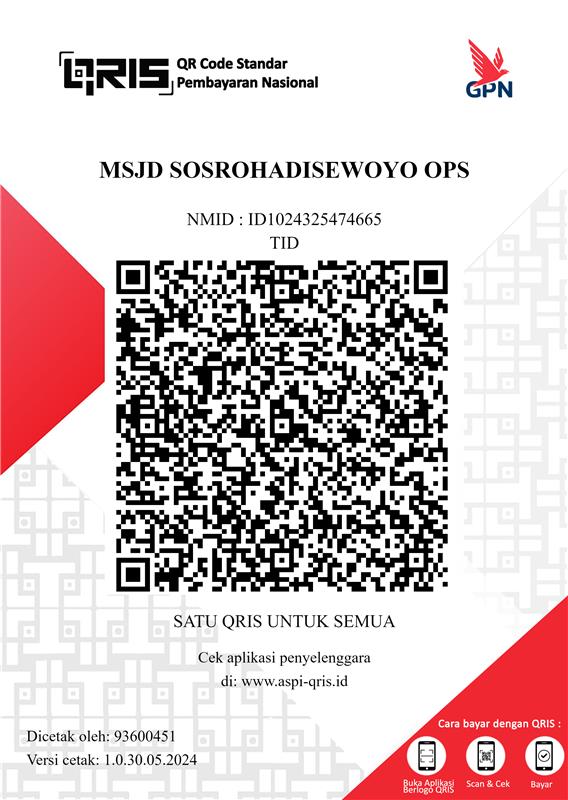 QRIS
QR Code Standar
Pembayaran Nasional
GPN
MSJD SOSROHADISEWOYO OPS
NMID : ID1024325474665
TID
SATU QRIS UNTUK SEMUA
Cek aplikasi penyelenggara
di: www.aspi-qris.id
Dicetak oleh: 93600451
Versi cetak: 1.0.30.05.2024
Cara bayar dengan QRIS :
Buka Aplikasi
Berlogo QRIS
Scan & Cek
Bayar